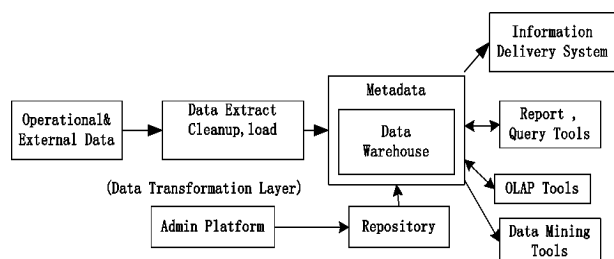 Information
Delivery System
Metadata
Operational&
External Data
Data Extract
Cleanup,load
Data
Warehouse
Report ,
Query Tools
(Data Transformation Layer)
OLAP Tools
Admin Platform
Repository
Data Mining
Tools